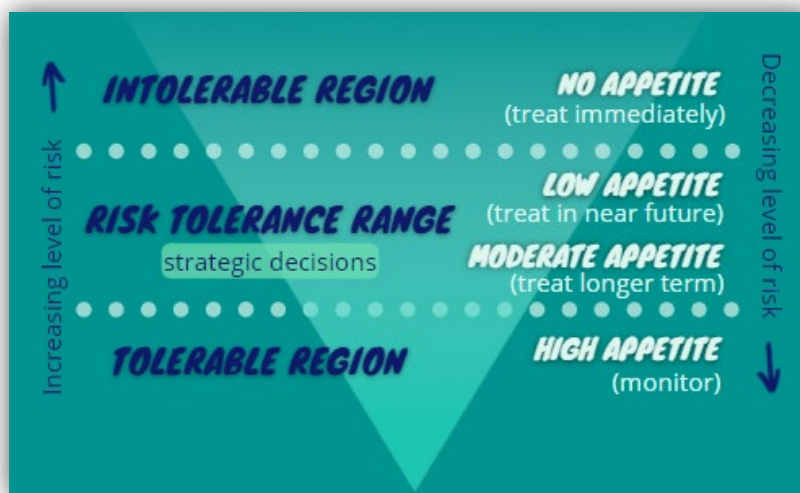 INTOLERABLE REGION
NO APPETITE
(treat immediately)
RISK TOLERANCE RANGE
strategic decisions
LOW APPETITE
(treat in near future)
MODERATE APPETITE
(treat longer term)
TOLERABLE REGION
HIGH APPETITE
(monitor)
Increasing level of risk
Decreasing level of risk